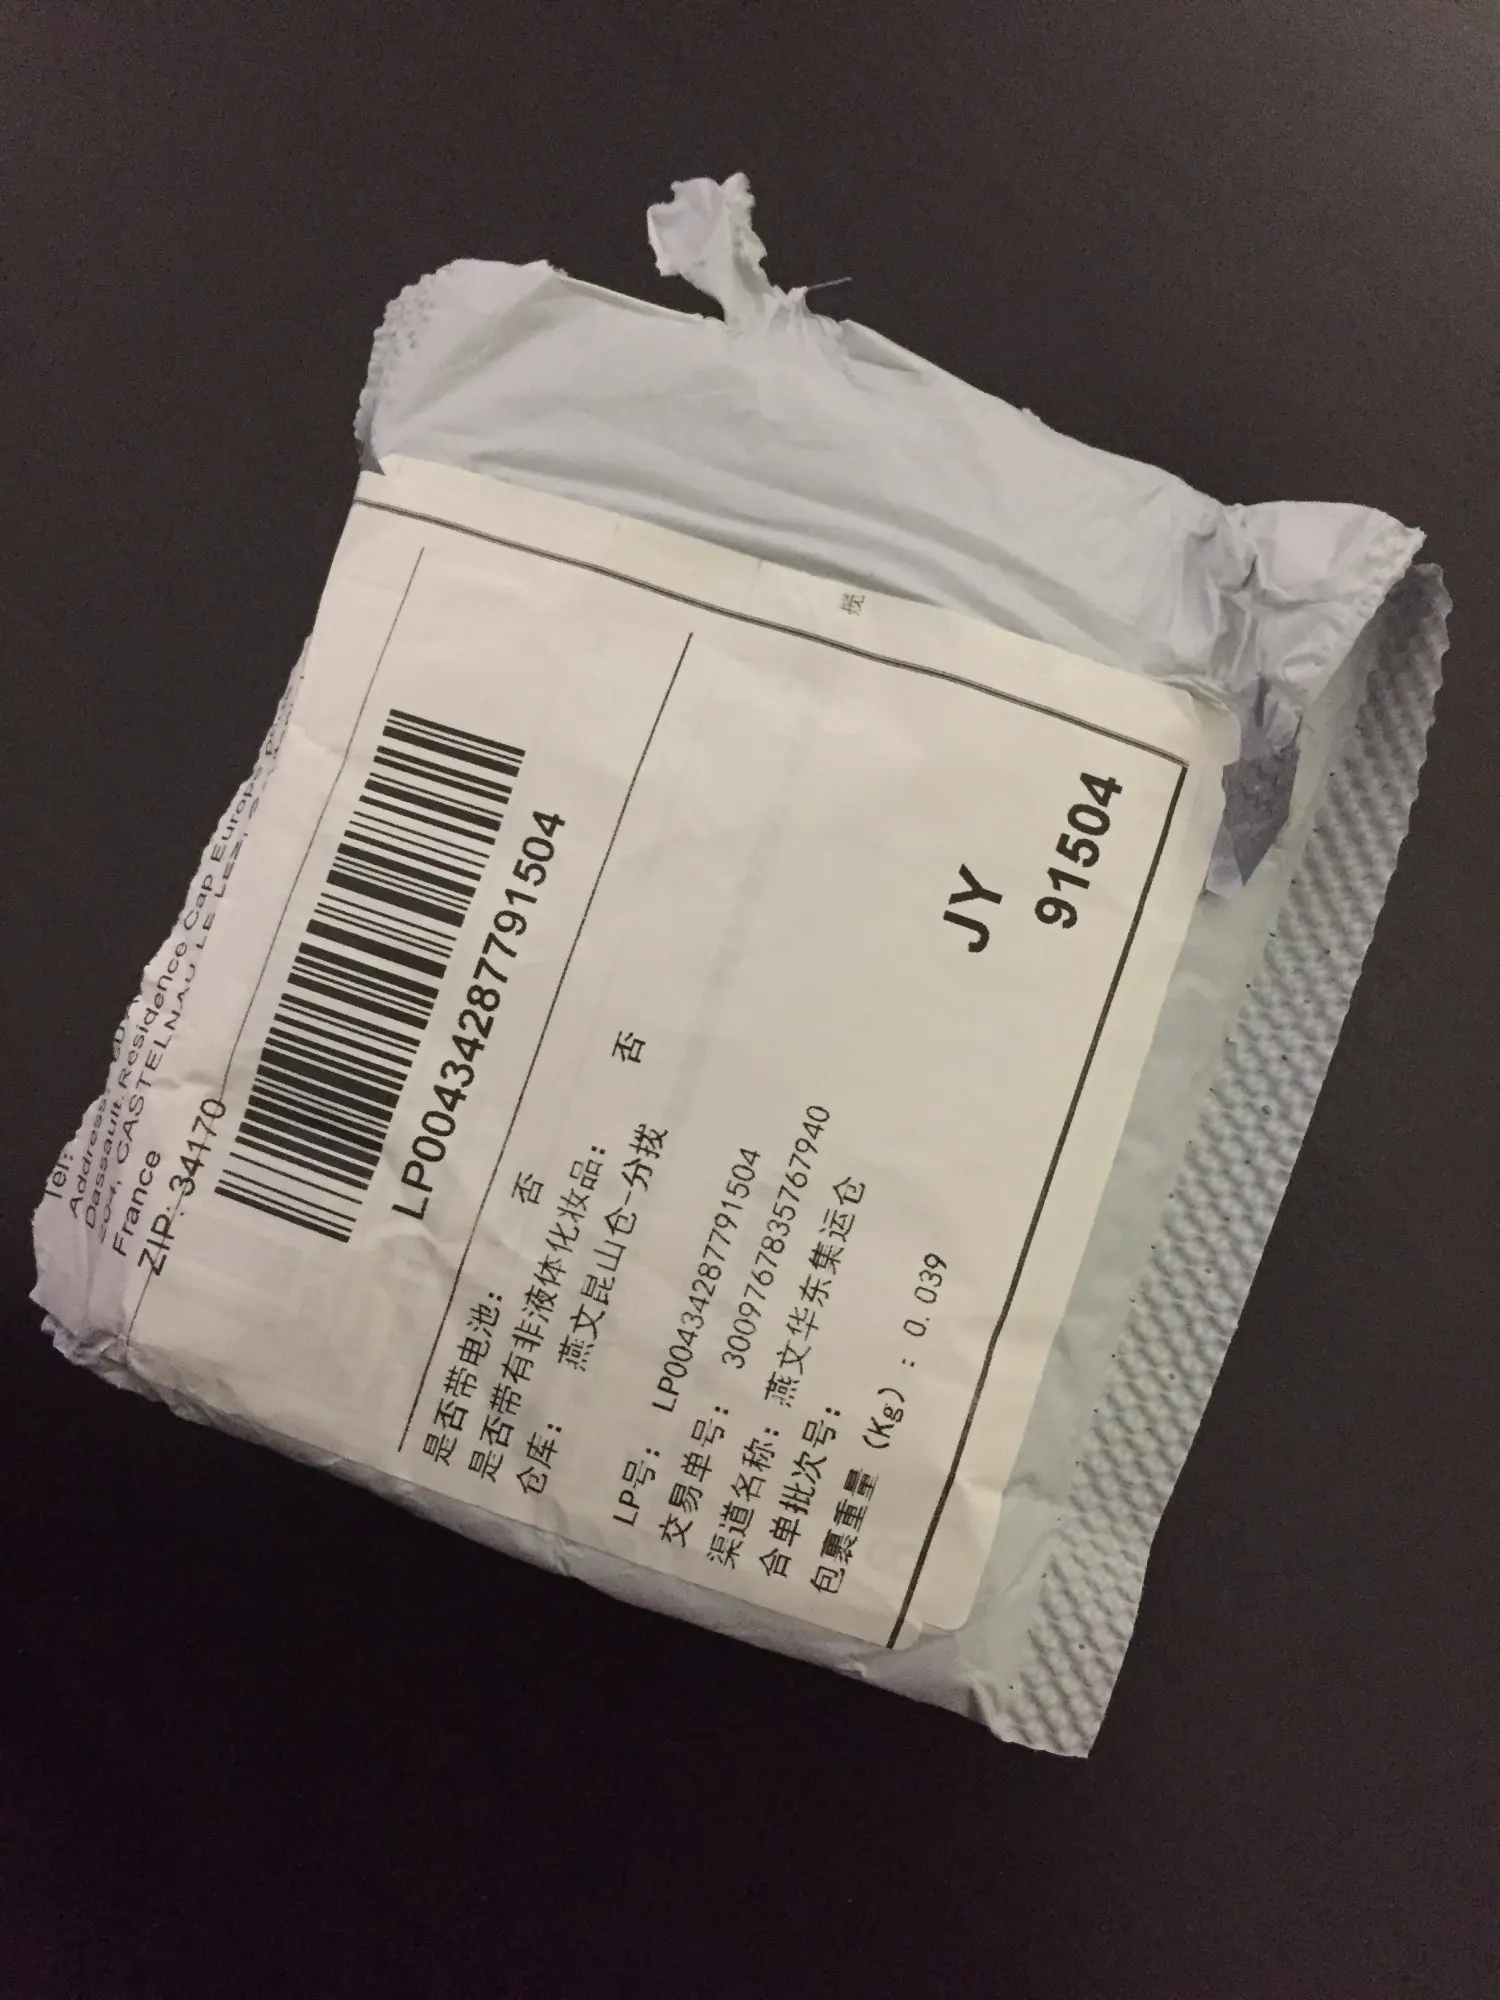 Tel:
Address:
Dassault Residence Cap Europe
CASTELNAU LE LEZ,
France
ZIP: 34170
LP00434287791504
是否带电池: 否
是否带有非液体化妆品: 否
仓库: 燕文昆山仓-分拨
LP号: LP00434287791504
交易单号: 3009767835767940
渠道名称: 燕文华东集运仓
合单批次号:
包裹重量 (Kg) : 0.039
JY
91504